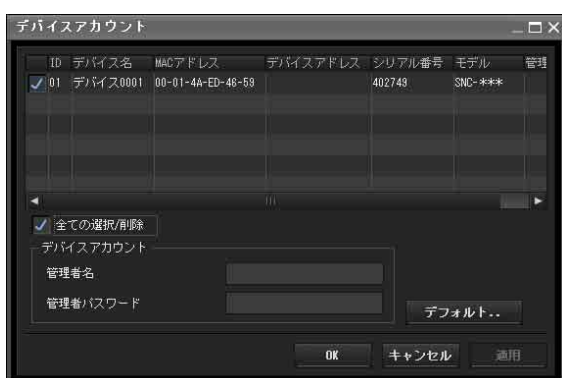 デバイスアカウント
ID デバイス名 MACアドレス デバイスアドレス シリアル番号 モデル 管理
01 デバイス0001 00-01-4A-ED-46-59 402749 SNC-***
全ての選択/削除
デバイスアカウント
管理者名
管理者パスワード
デフォルト..
OK キャンセル 適用